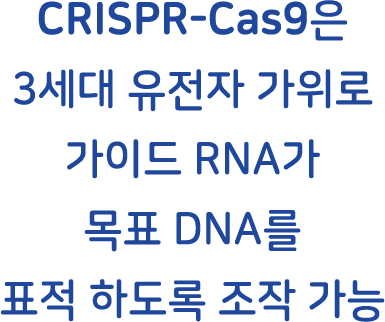 CRISPR-Cas9은
3세대 유전자 가위로
가이드 RNA가
목표 DNA를
표적 하도록 조작 가능